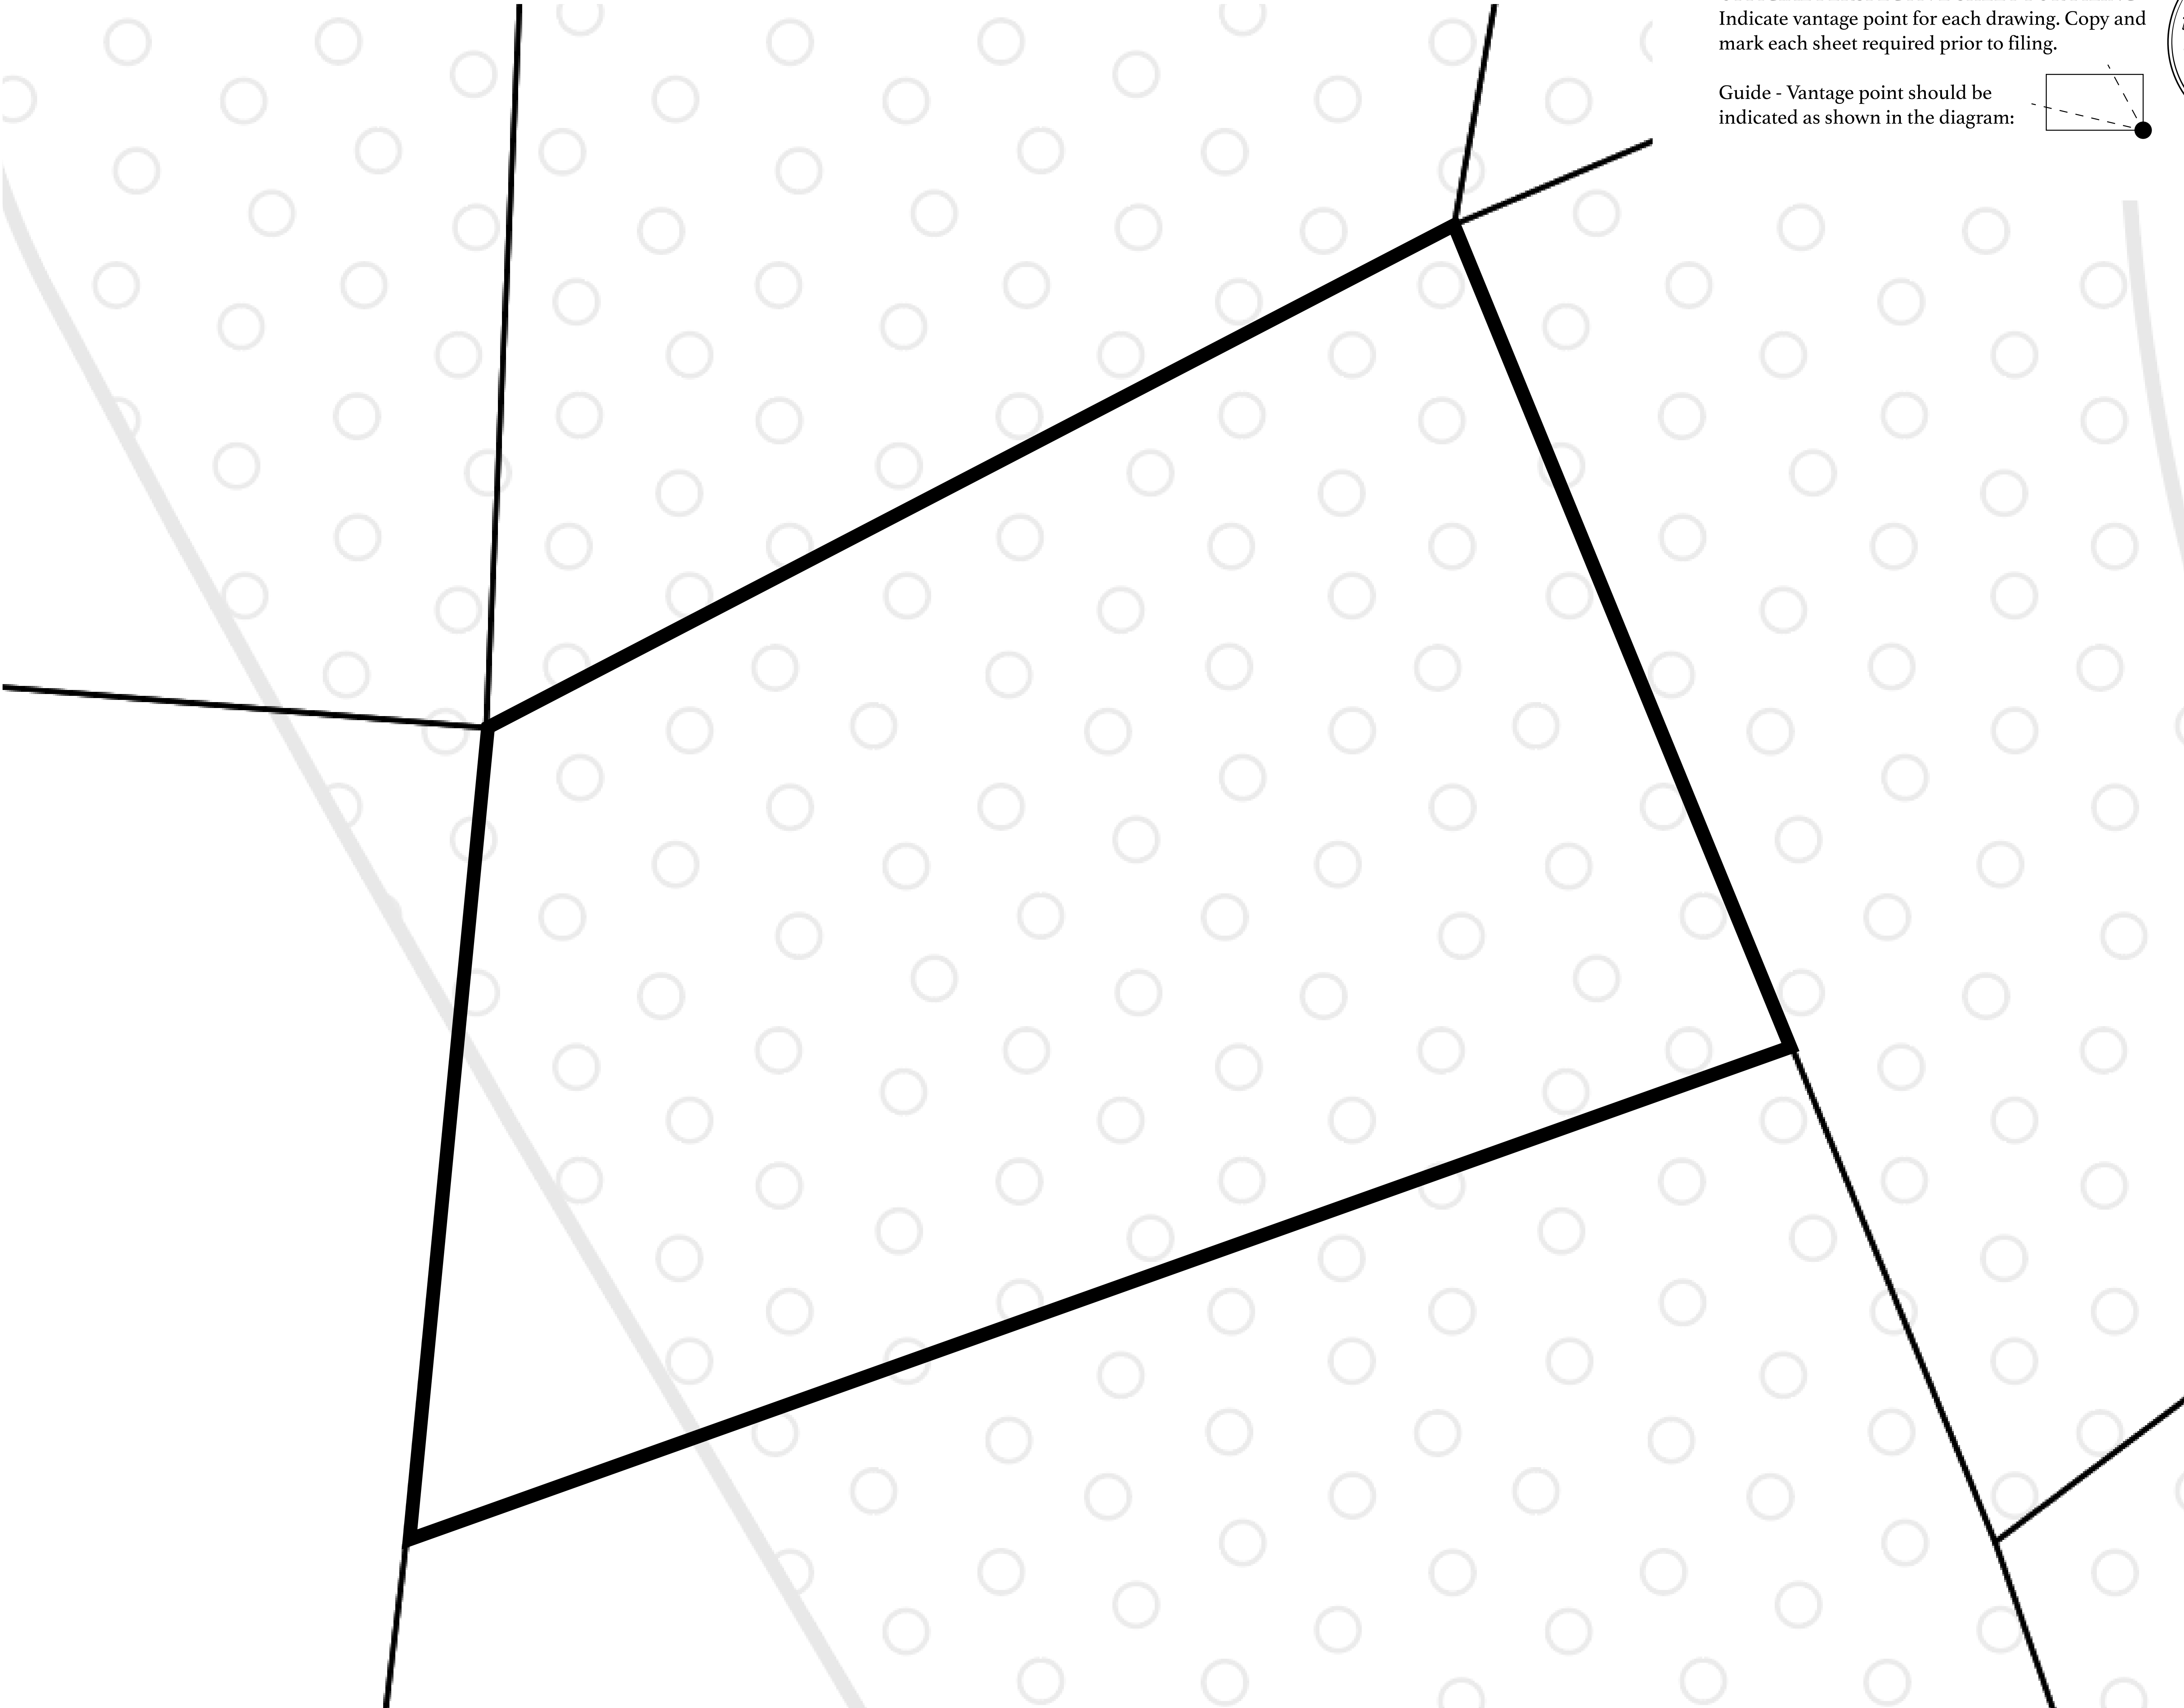 Indicate vantage point for each drawing. Copy and
mark each sheet required prior to filing.
Guide - Vantage point should be
indicated as shown in the diagram: